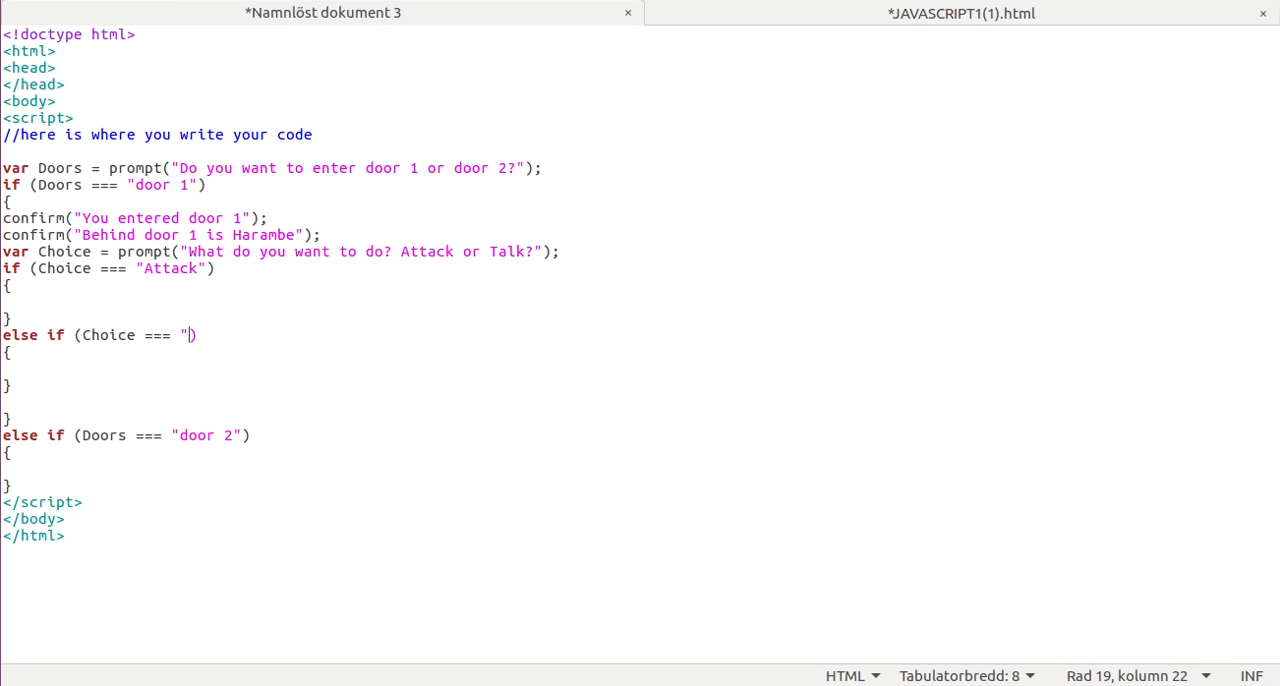 *Namnlöst dokument 3 × *JAVASCRIPT1(1).html ×
<!doctype html>
<html>
<head>
</head>
<body>
<script>
//here is where you write your code
var Doors = prompt("Do you want to enter door 1 or door 2?");
if (Doors === "door 1")
{
confirm("You entered door 1");
confirm("Behind door 1 is Harambe");
var Choice = prompt("What do you want to do? Attack or Talk?");
if (Choice === "Attack")
{
}
else if (Choice === ")
{
}
}
else if (Doors === "door 2")
{
}
</script>
</body>
</html>
HTML Tabulatorbredd: 8 Rad 19, kolumn 22 INF